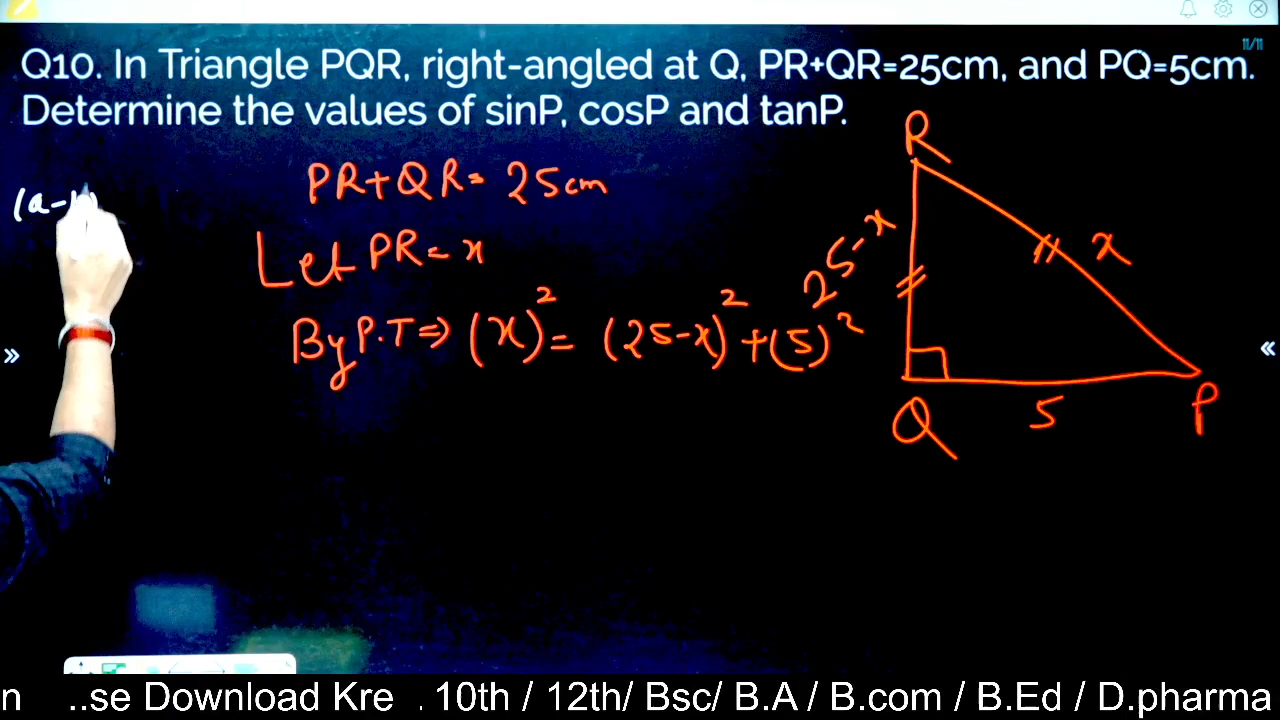 11/11
Q10. In Triangle PQR, right-angled at Q, PR+QR=25cm, and PQ=5cm.
Determine the values of sinP, cosP and tanP.
R
(a-
PR+QR=25cm
25-x
x
Let PR=x
By P.T⇒ (x)²= (25-x)²+(5)²
Q
5
P
»
«
n ..se Download Kre . 10th / 12th/ Bsc/ B.A / B.com / B.Ed / D.pharma